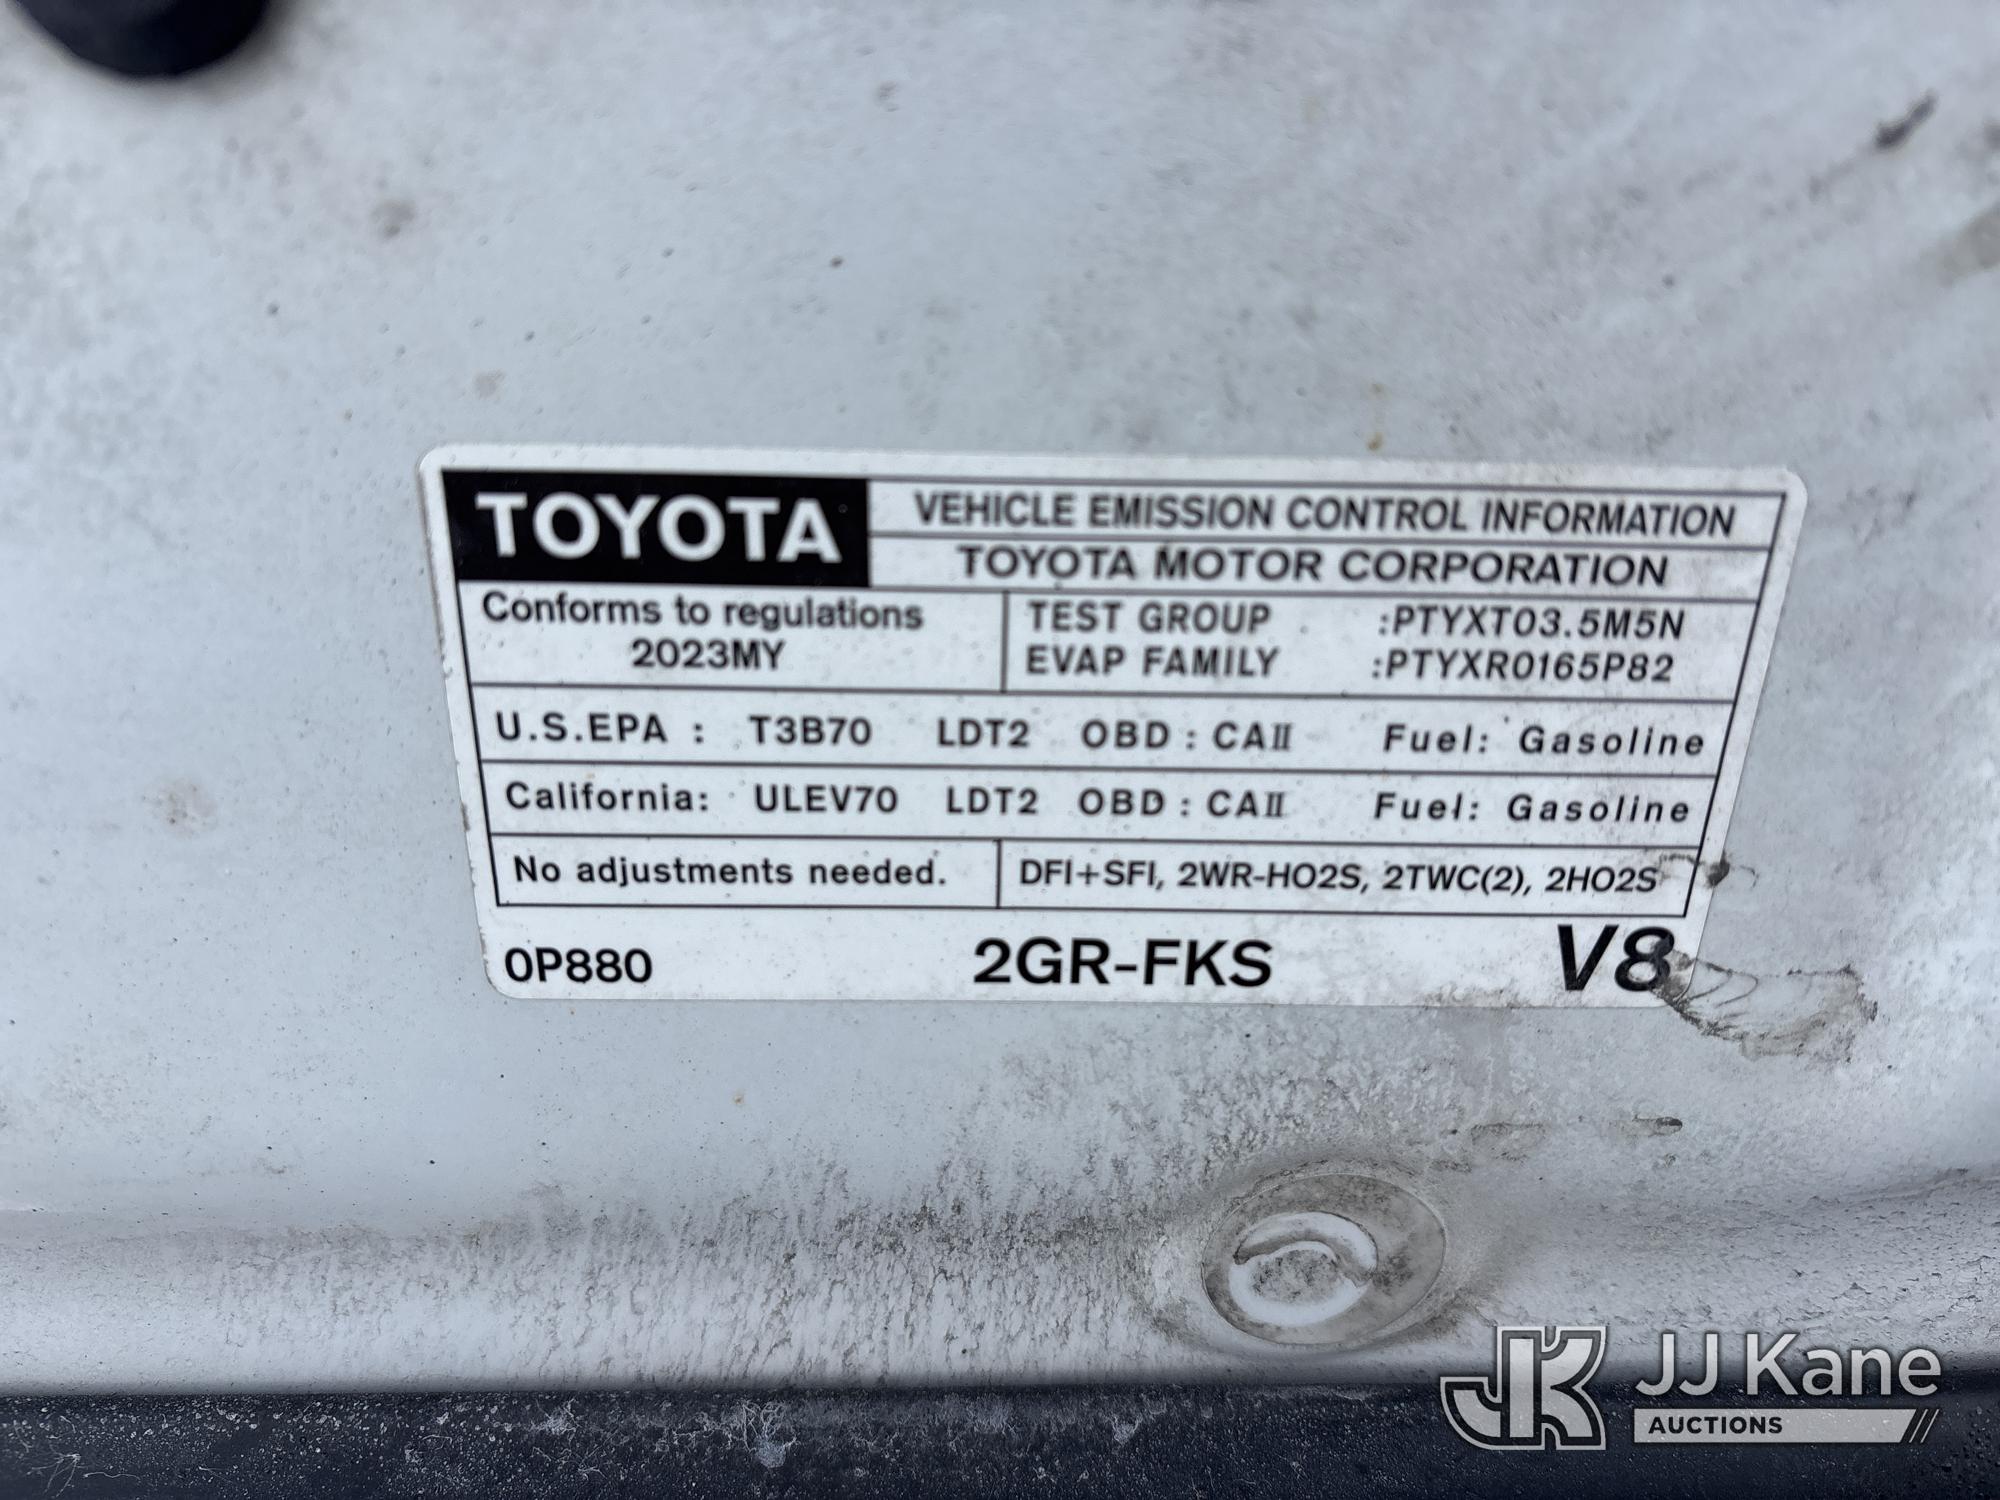 TOYOTA
VEHICLE EMISSION CONTROL INFORMATION
TOYOTA MOTOR CORPORATION
Conforms to regulations
2023MY
TEST GROUP :PTYXT03.5M5N
EVAP FAMILY :PTYXR0165P82
U.S.EPA : T3B70 LDT2 OBD : CAII Fuel: Gasoline
California: ULEV70 LDT2 OBD : CAII Fuel: Gasoline
No adjustments needed.
DFI+SFI, 2WR-HO2S, 2TWC(2), 2HO2S
0P880 2GR-FKS V8
JK JJ Kane
AUCTIONS